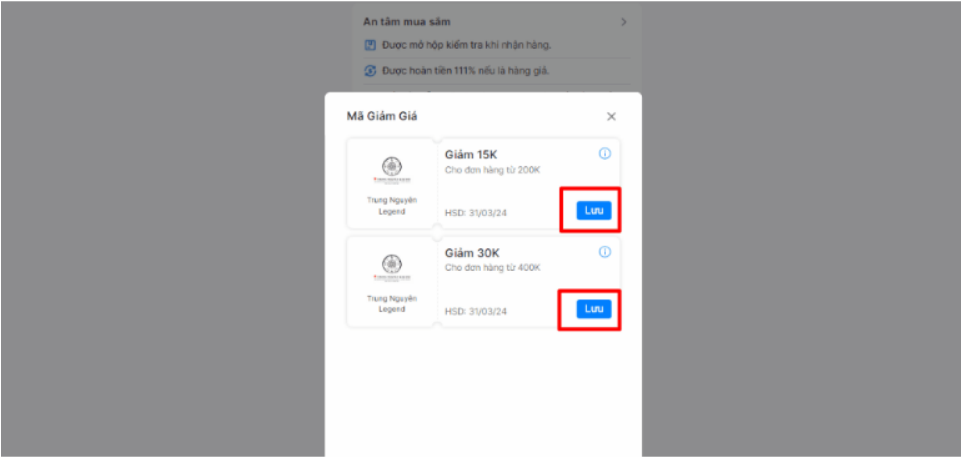 An tâm mua sắm
Được mở hộp kiểm tra khi nhận hàng.
Được hoàn tiền 111% nếu là hàng giả.
Mã Giảm Giá
Giảm 15K
Cho đơn hàng từ 200K
Trung Nguyên
Legend
HSD: 31/03/24
Lưu
Giảm 30K
Cho đơn hàng từ 400K
Trung Nguyên
Legend
HSD: 31/03/24
Lưu